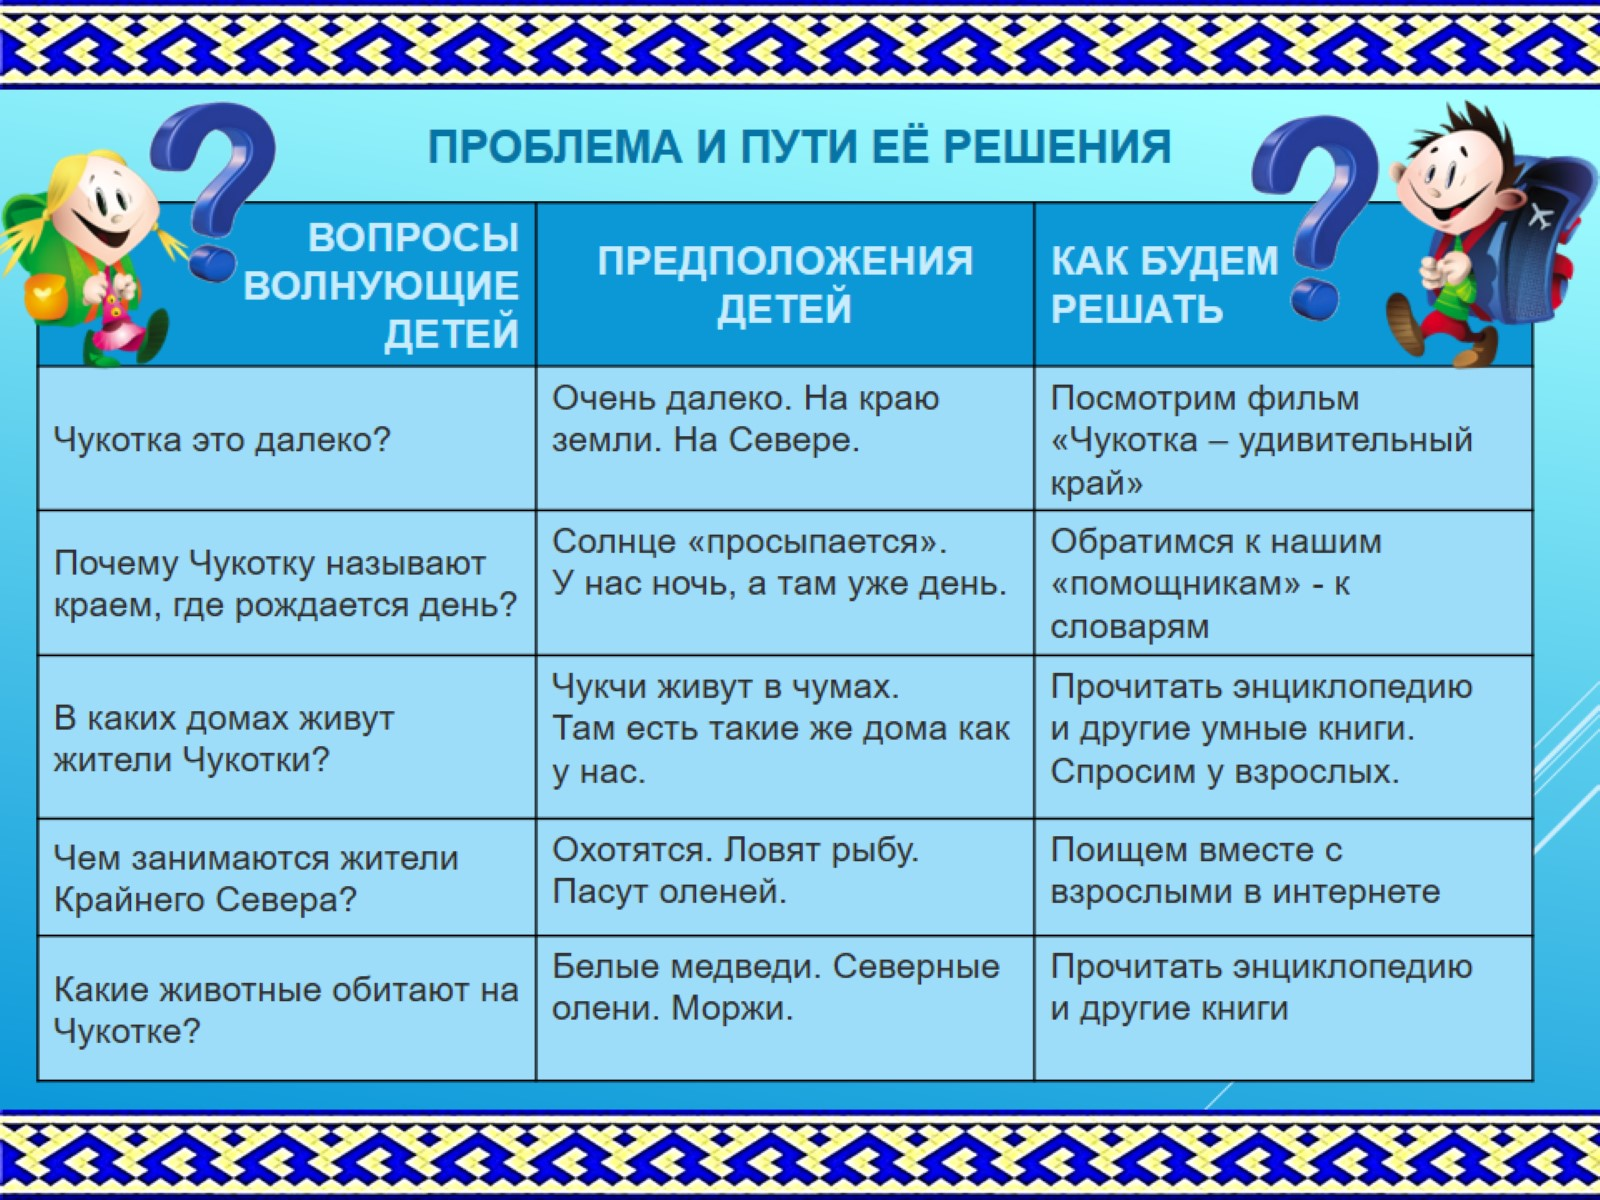 ПРОБЛЕМА И ПУТИ ЕЁ РЕШЕНИЯ
ВОПРОСЫ
ВОЛНУЮЩИЕ
ДЕТЕЙ
ПРЕДПОЛОЖЕНИЯ
ДЕТЕЙ
КАК БУДЕМ
РЕШАТЬ
Чукотка это далеко?
Очень далеко. На краю
земли. На Севере.
Посмотрим фильм
«Чукотка – удивительный
край»
Почему Чукотку называют
краем, где рождается день?
Солнце «просыпается».
У нас ночь, а там уже день.
Обратимся к нашим
«помощникам» - к
словарям
В каких домах живут
жители Чукотки?
Чукчи живут в чумах.
Там есть такие же дома как
у нас.
Прочитать энциклопедию
и другие умные книги.
Спросим у взрослых.
Чем занимаются жители
Крайнего Севера?
Охотятся. Ловят рыбу.
Пасут оленей.
Поищем вместе с
взрослыми в интернете
Какие животные обитают на
Чукотке?
Белые медведи. Северные
олени. Моржи.
Прочитать энциклопедию
и другие книги